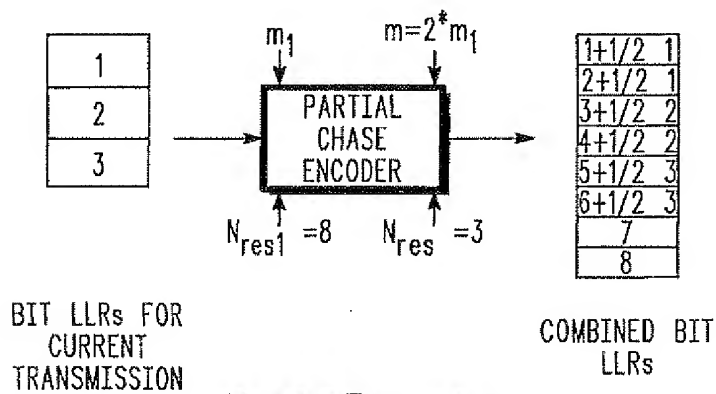 1
2
3
BIT LLRs FOR
CURRENT
TRANSMISSION
m1
m=2*m1
PARTIAL
CHASE
ENCODER
Nres1 =8
Nres =3
1+1/2 1
2+1/2 1
3+1/2 2
4+1/2 2
5+1/2 3
6+1/2 3
7
8
COMBINED BIT
LLRs